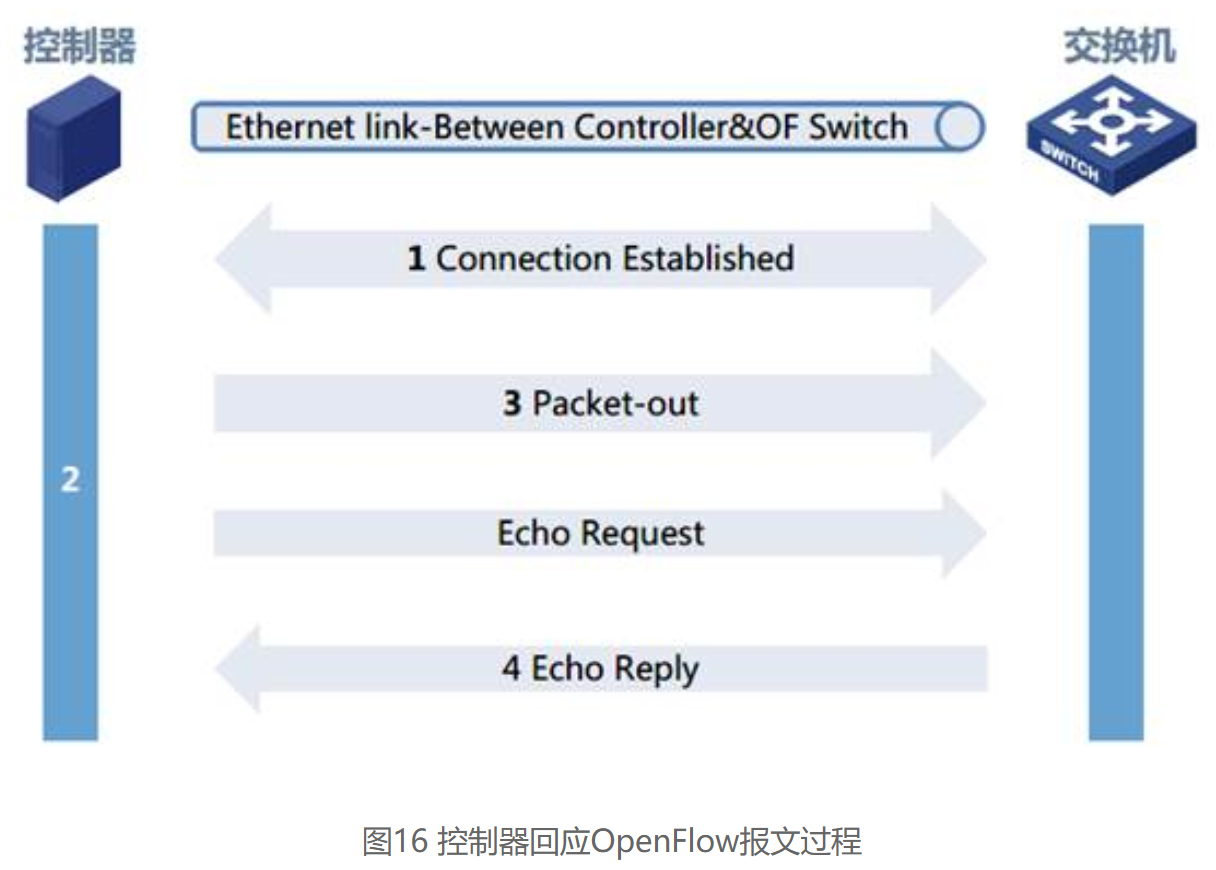 控制器
交换机
Ethernet link-Between Controller&OF Switch
SWITCH
1 Connection Established
3 Packet-out
2
Echo Request
4 Echo Reply
图16 控制器回应OpenFlow报文过程